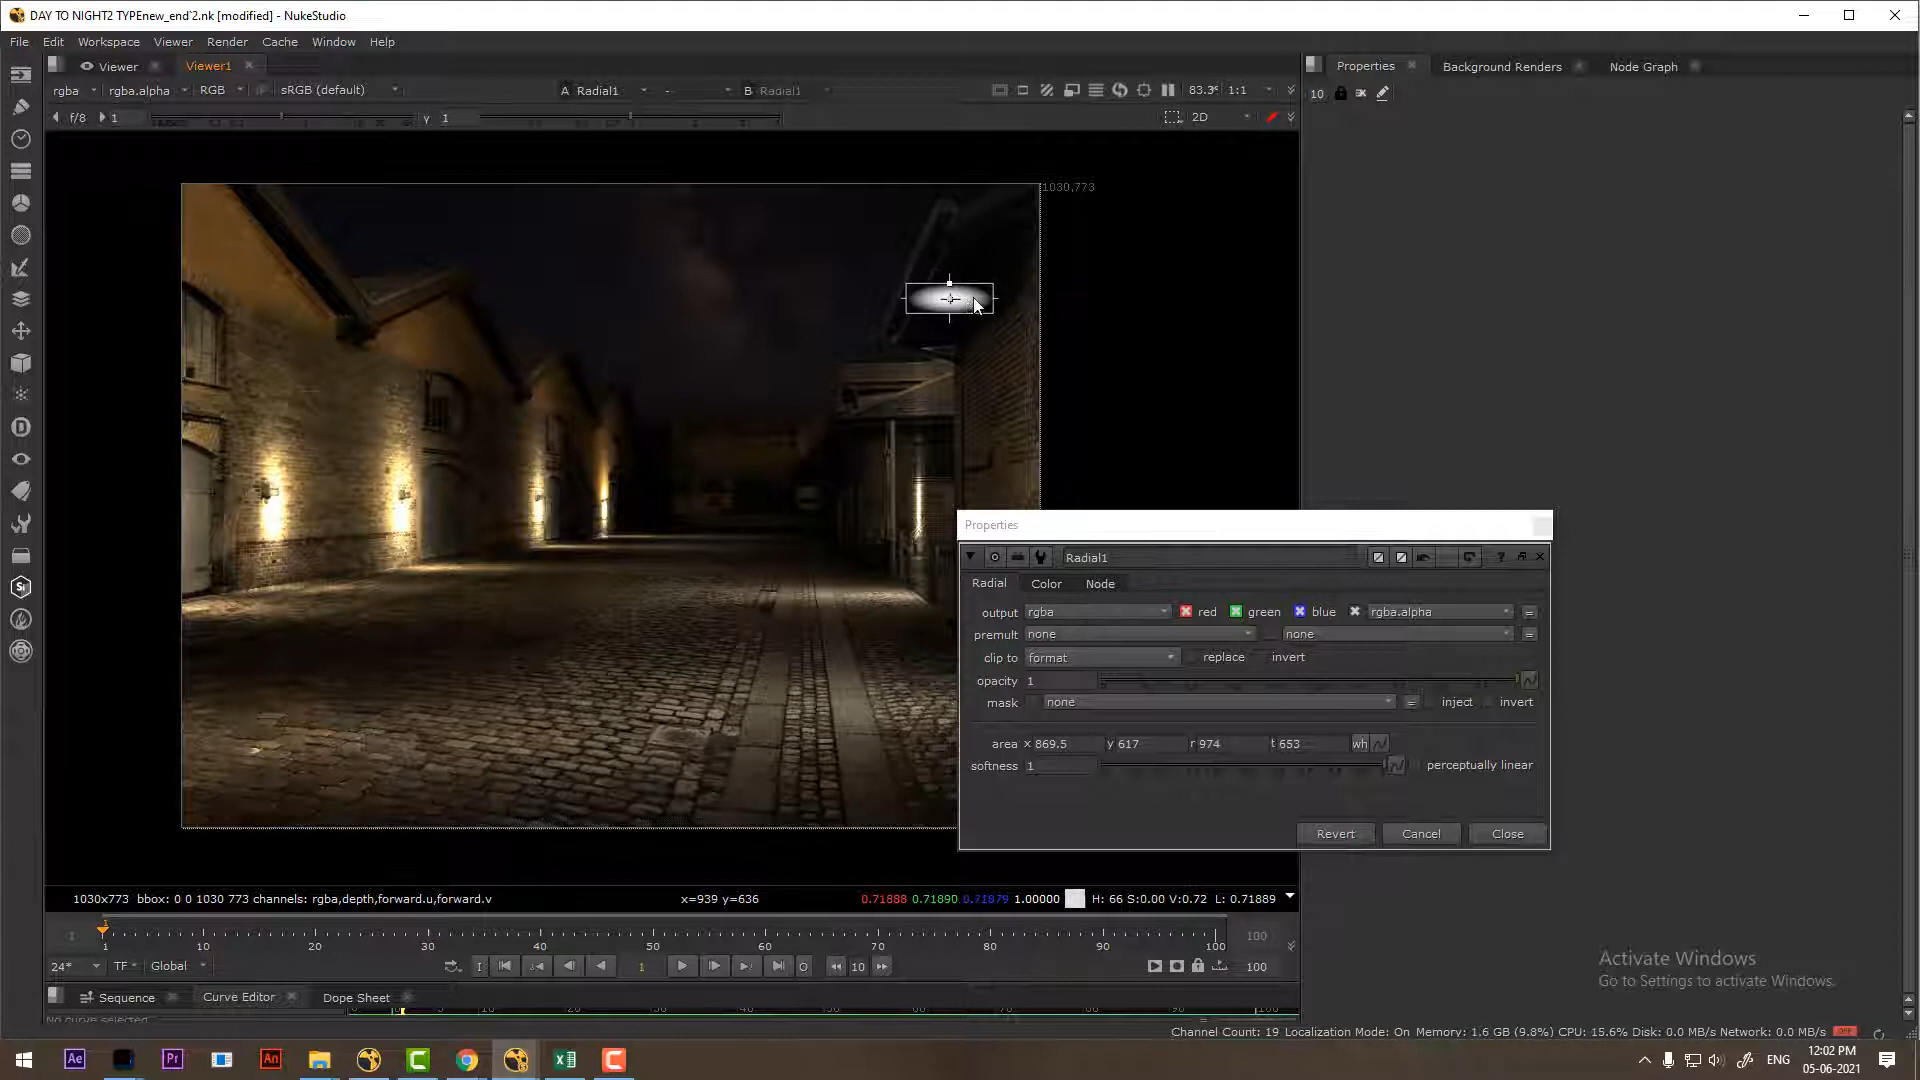 DAY TO NIGHT2 TYPEnew_end`2.nk [modified] - NukeStudio
File Edit Workspace Viewer Render Cache Window Help
Viewer Viewer1 Properties Background Renders Node Graph
rgba rgba.alpha RGB sRGB (default) A Radial1 - B Radial1 83.3% 1:1 10
f/8 1 y 1 2D
1030,773
Properties
Radial1
Radial Color Node
output rgba red green blue rgba.alpha =
premult none none =
clip to format replace invert
opacity 1
mask none = inject invert
area x 869.5 y 617 r 974 t 653 wh
softness 1 perceptually linear
Revert Cancel Close
1030x773 bbox: 0 0 1030 773 channels: rgba,depth,forward.u,forward.v x=939 y=636 0.71888 0.71890 0.71879 1.00000 H: 66 S:0.00 V:0.72 L: 0.71889
1 10 20 30 40 50 60 70 80 90 100 100
24* TF Global 1 10 100
Sequence Curve Editor Dope Sheet
No curve selected
Activate Windows
Go to Settings to activate Windows.
Channel Count: 19 Localization Mode: On Memory: 1.6 GB (9.8%) CPU: 15.6% Disk: 0.0 MB/s Network: 0.0 MB/s OFF
Ae Pr An ENG 12:02 PM
05-06-2021